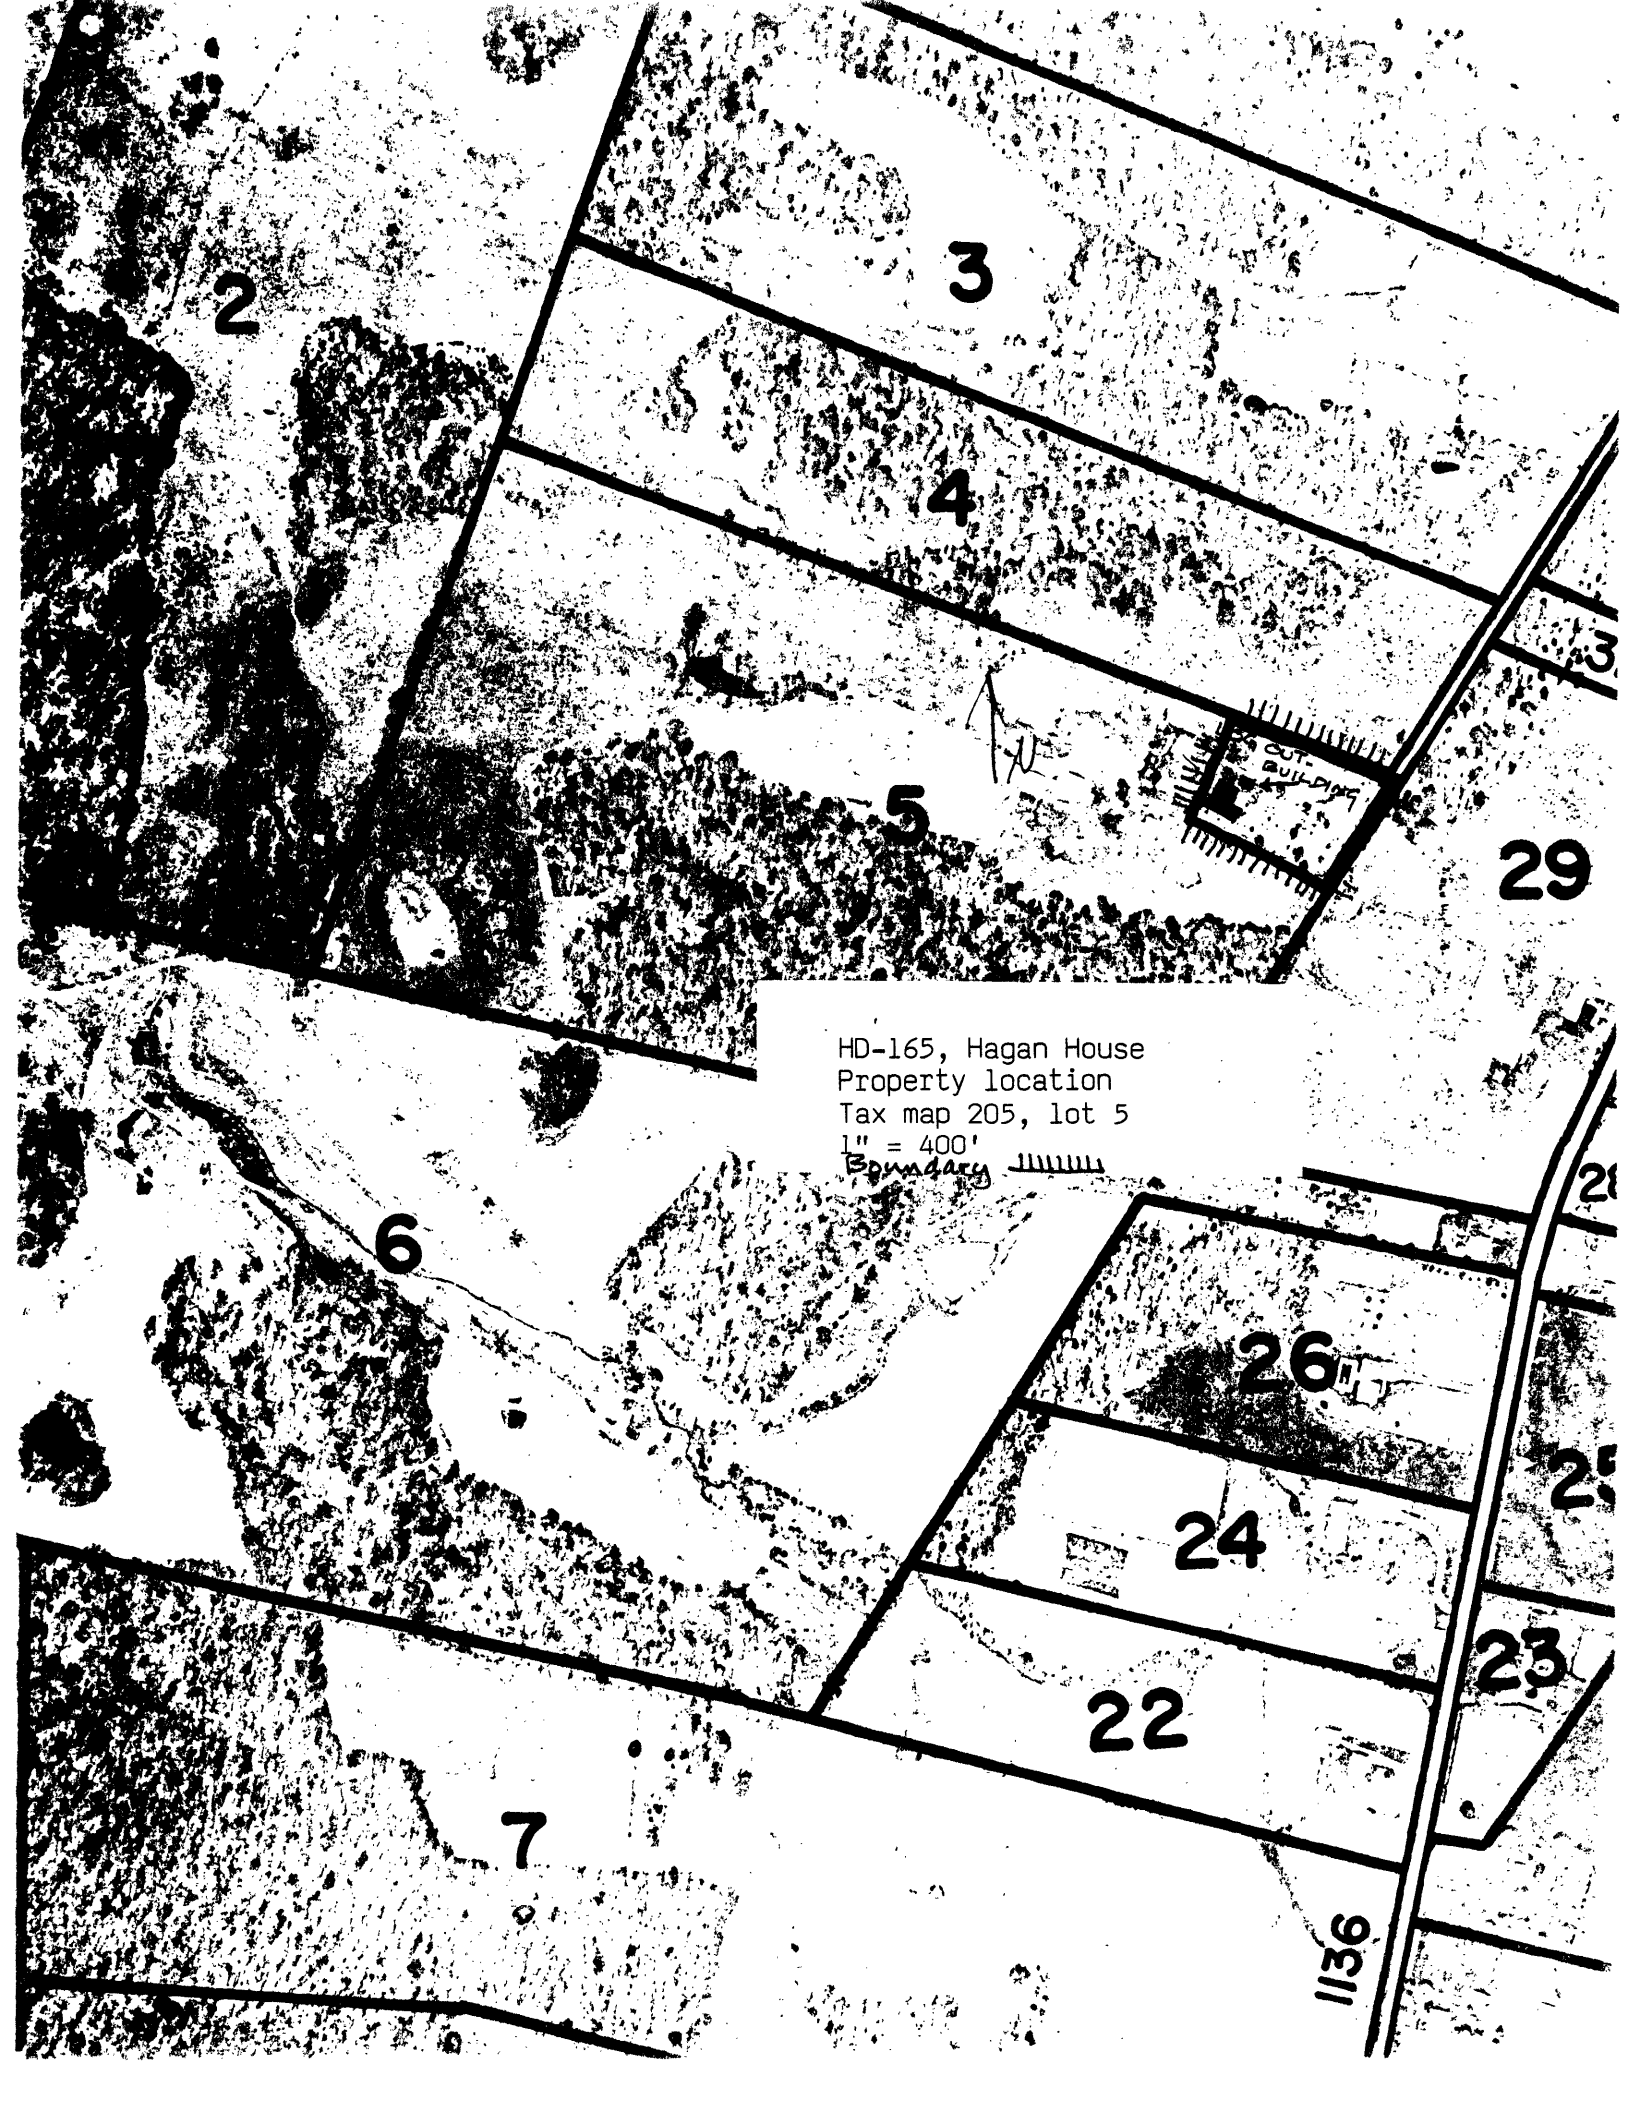 3
2
4
OUT-
BUILDING
5
29
HD-165, Hagan House
Property location
Tax map 205, lot 5
1" = 400'
Boundary
6
26
25
24
23
22
7
1136
N
3
28